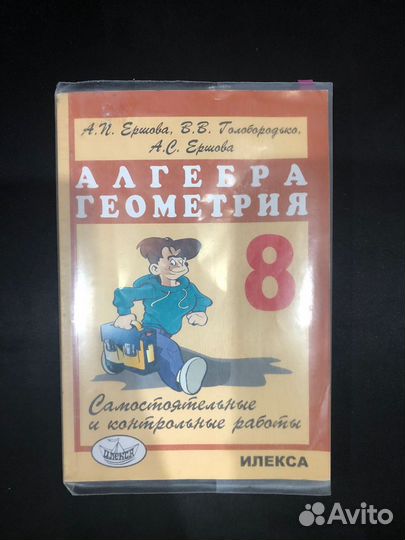 А.П. Ершова, В.В. Голобородько,
А.С. Ершова
АЛГЕБРА
ГЕОМЕТРИЯ
8
Самостоятельные
и контрольные работы
ИЛЕКСА
ИЛЕКСА
Avito